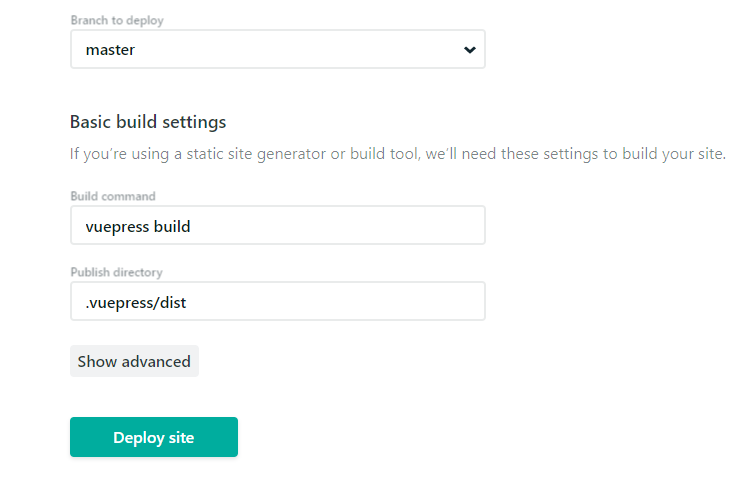 Branch to deploy
master
Basic build settings
If you're using a static site generator or build tool, we'll need these settings to build your site.
Build command
vuepress build
Publish directory
.vuepress/dist
Show advanced
Deploy site